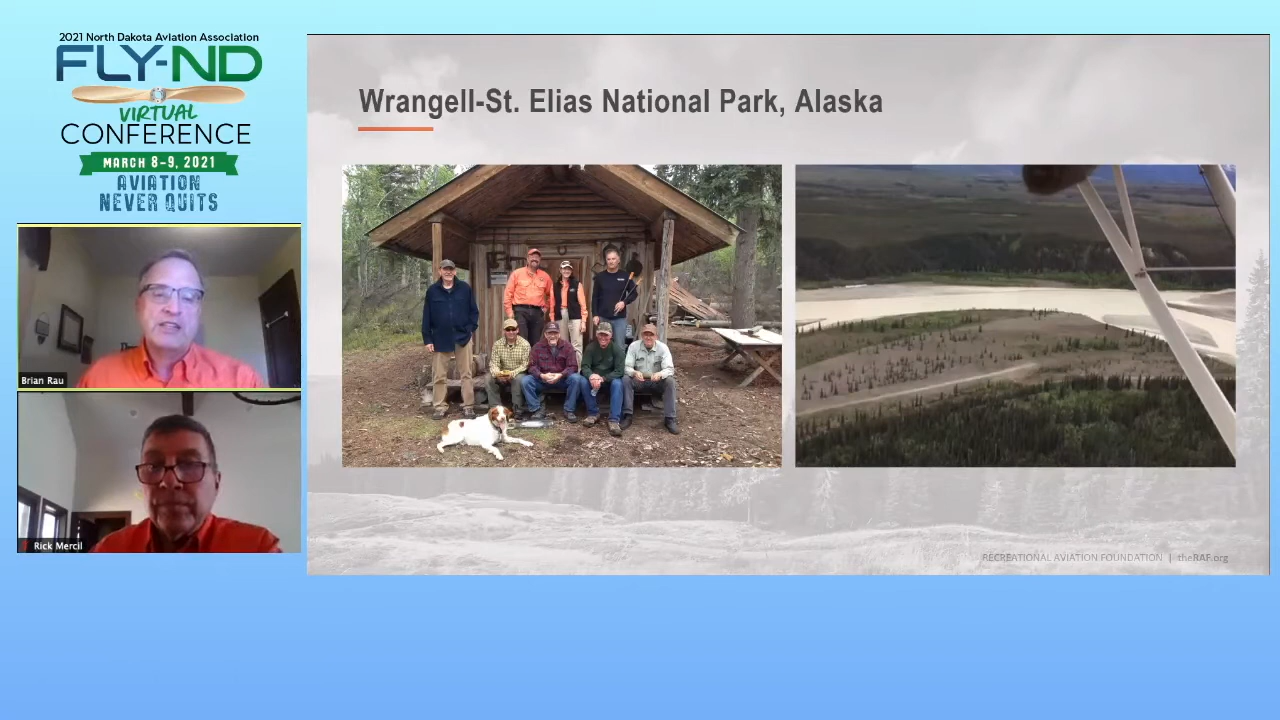 2021 North Dakota Aviation Association
FLY-ND
VIRTUAL
CONFERENCE
MARCH 8-9, 2021
AVIATION
NEVER QUITS
Brian Rau
Rick Mercil
Wrangell-St. Elias National Park, Alaska
RECREATIONAL AVIATION FOUNDATION | theRAF.org